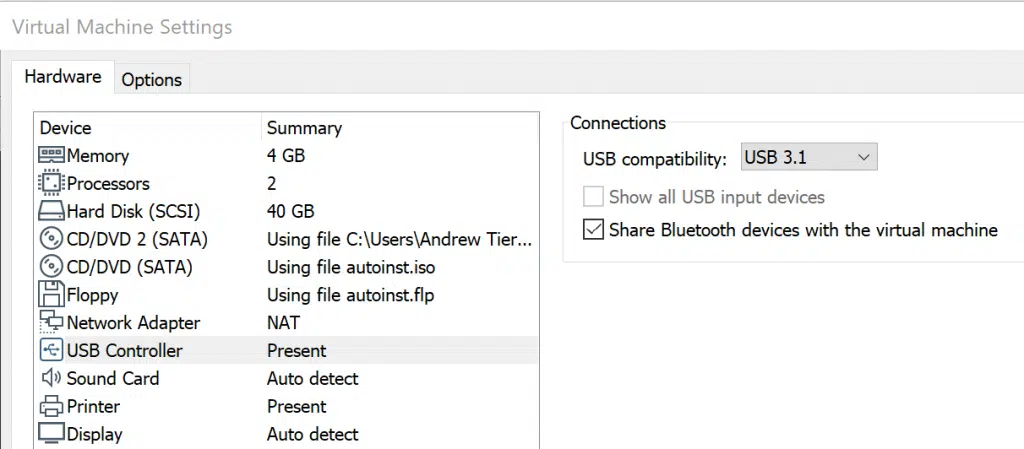 Virtual Machine Settings
Hardware Options
Device Summary
Memory 4 GB
Processors 2
Hard Disk (SCSI) 40 GB
CD/DVD 2 (SATA) Using file C:\Users\Andrew Tier...
CD/DVD (SATA) Using file autoinst.iso
Floppy Using file autoinst.flp
Network Adapter NAT
USB Controller Present
Sound Card Auto detect
Printer Present
Display Auto detect
Connections
USB compatibility: USB 3.1
Show all USB input devices
Share Bluetooth devices with the virtual machine